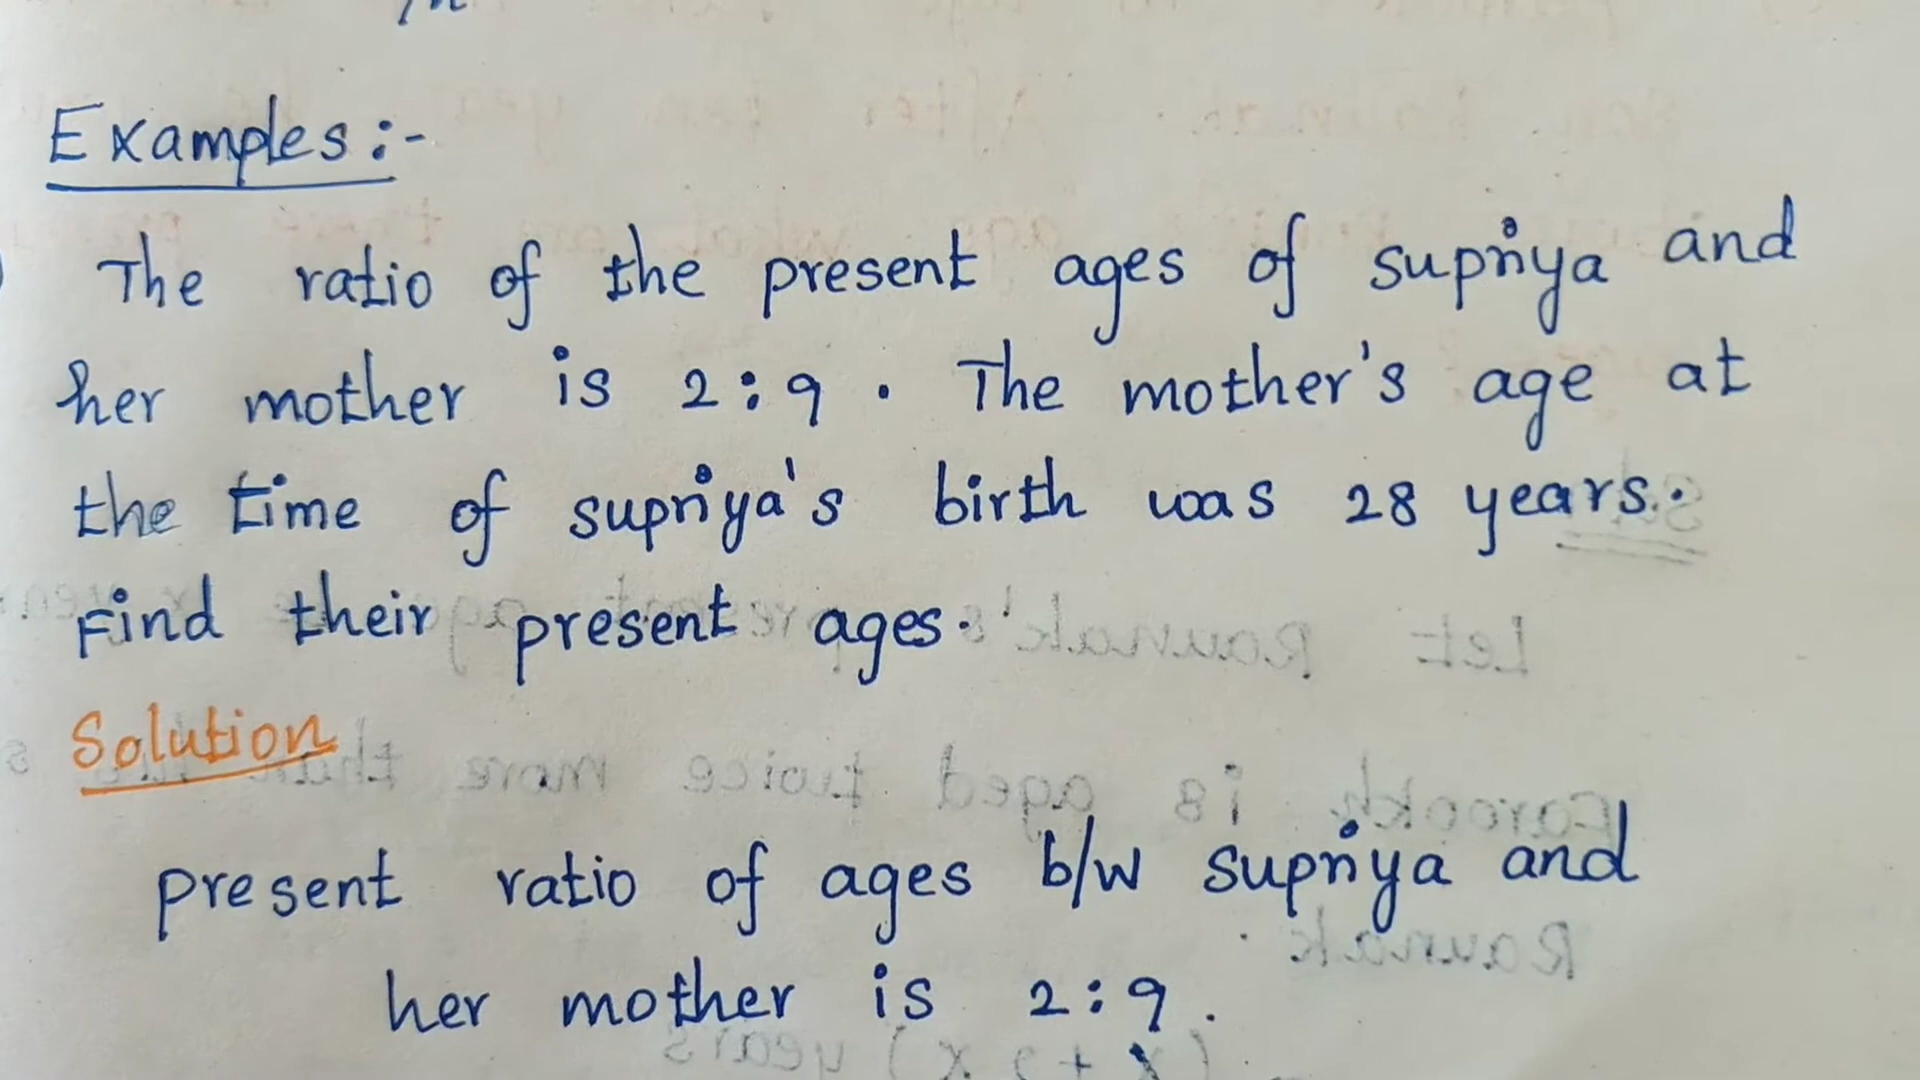 Examples:-
The ratio of the present ages of supriya and
her mother is 2:9. The mother's age at
the time of supriya's birth was 28 years.
Find their present ages.
Solution
present ratio of ages b/w supriya and
her mother is 2:9.